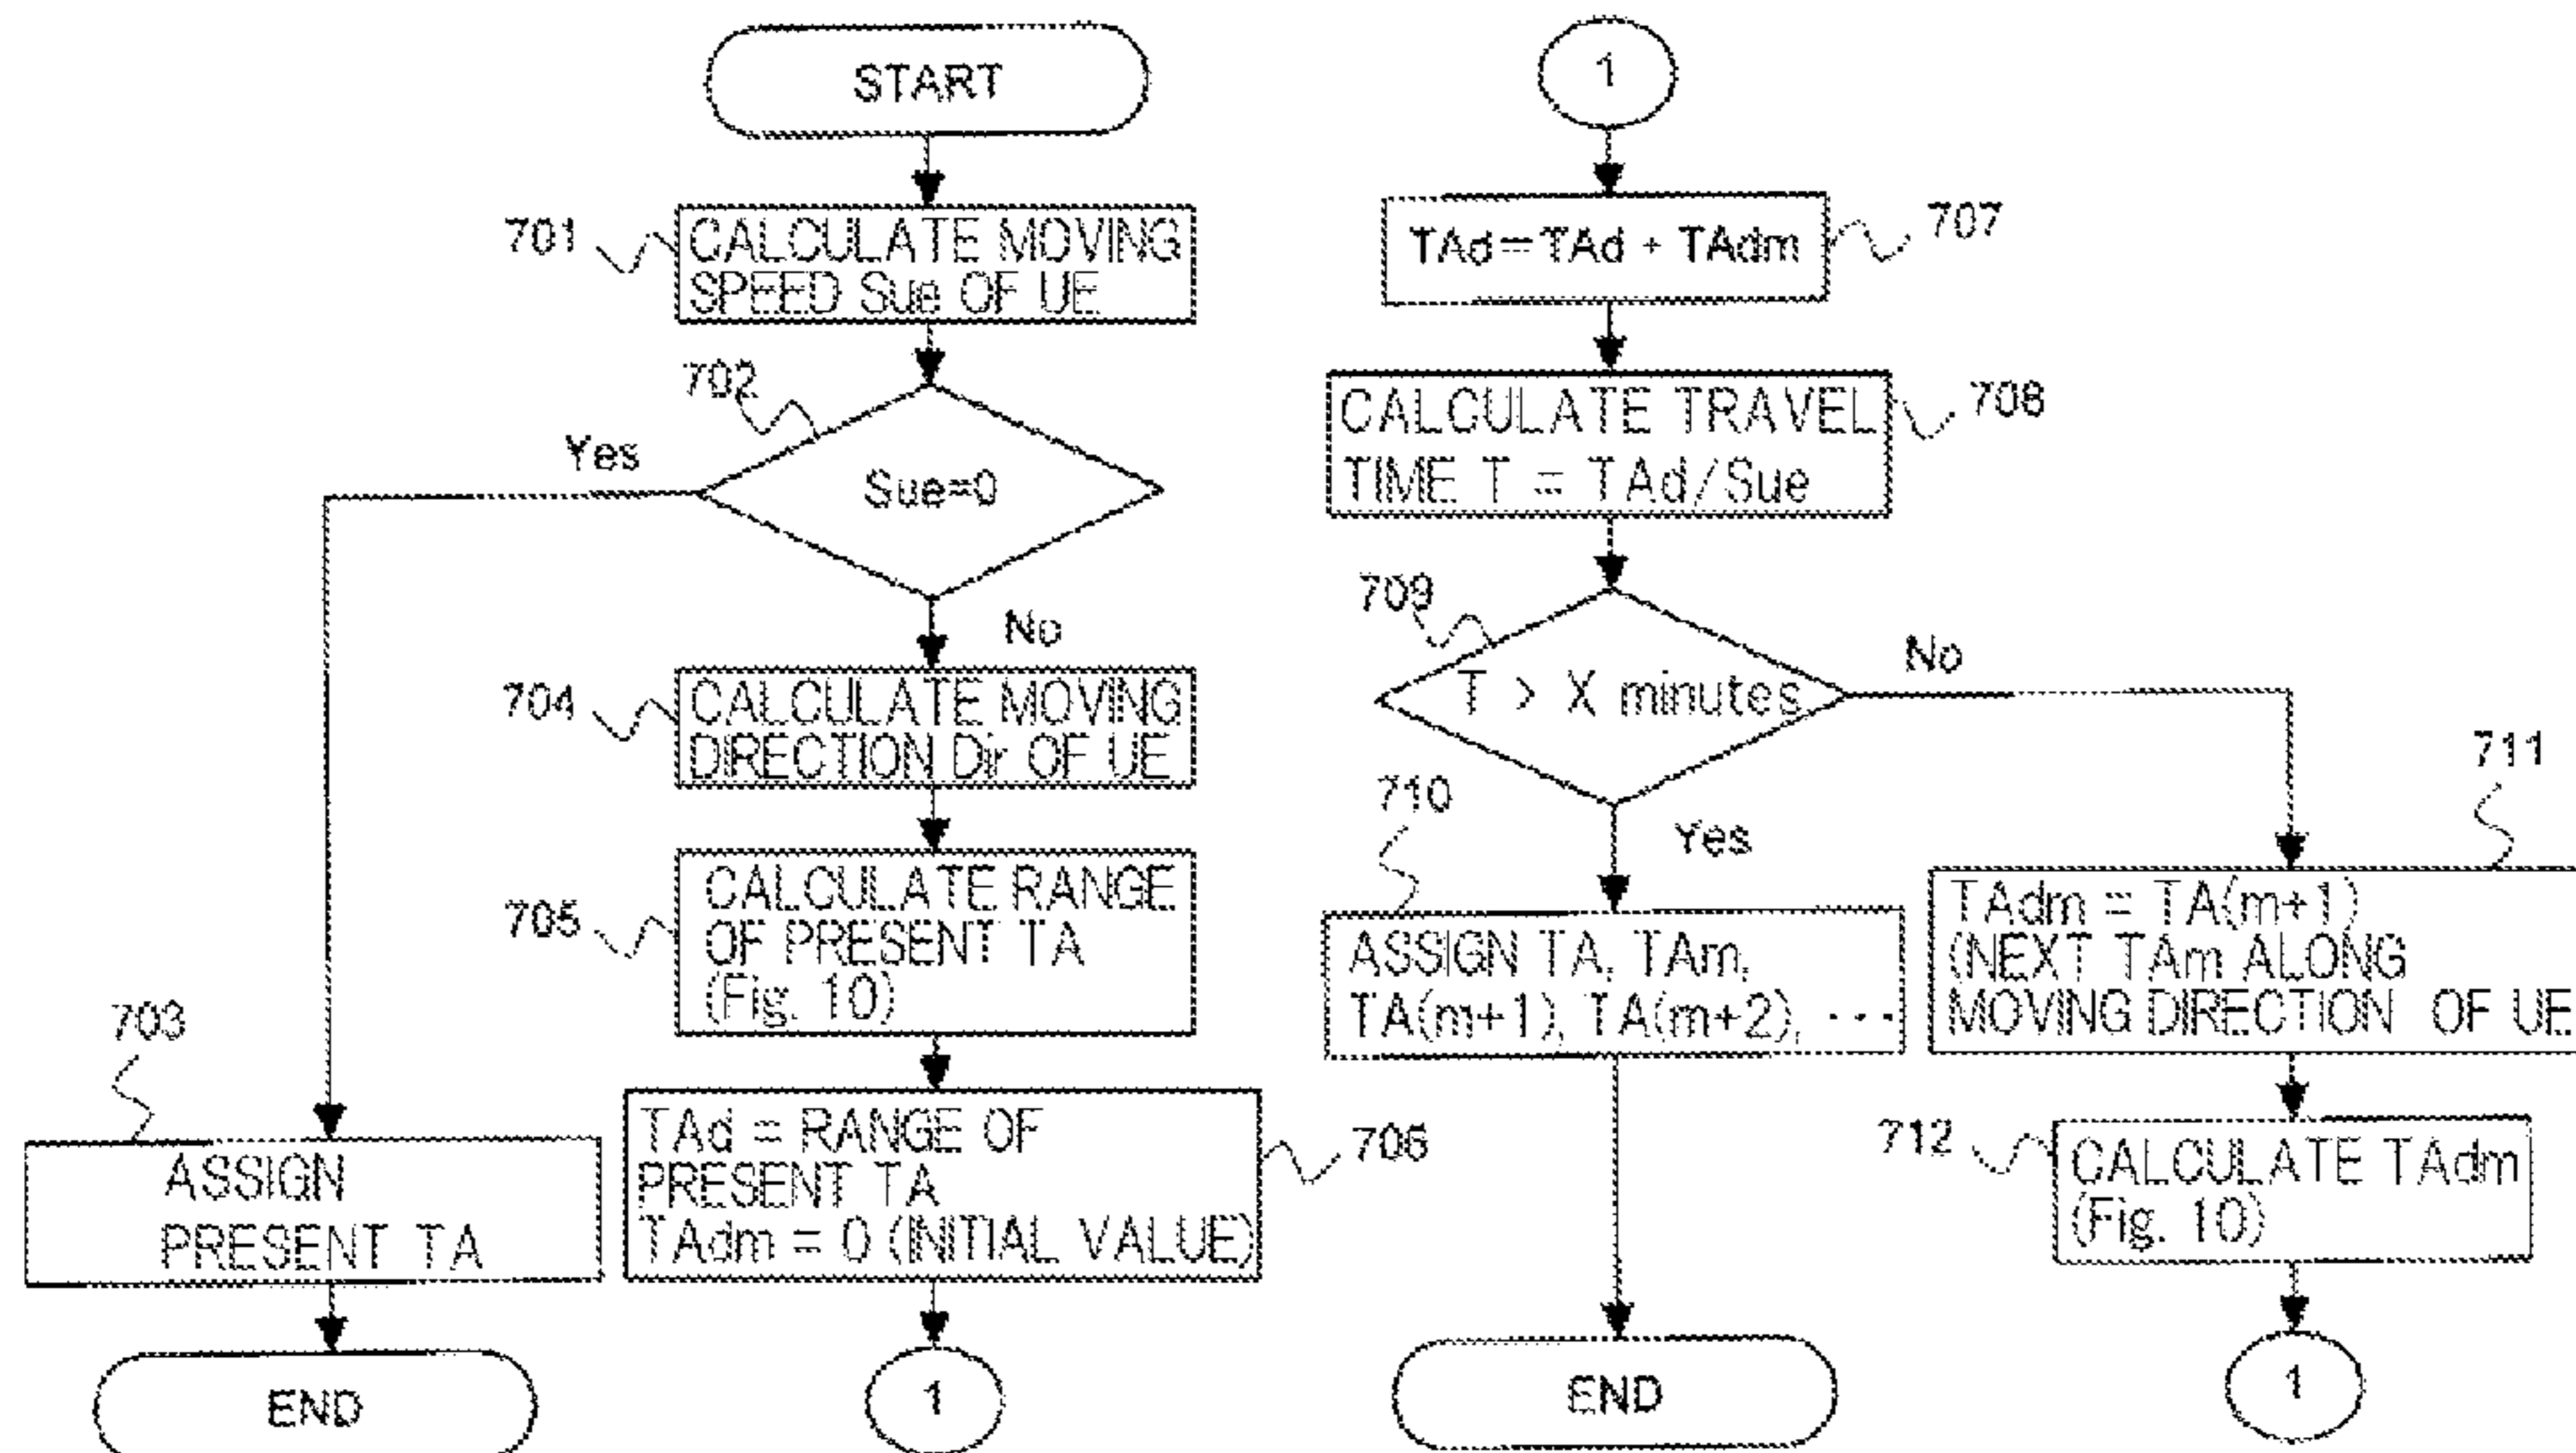 START
701
CALCULATE MOVING
SPEED Sue OF UE
702
Yes
Sue=0
No
704
CALCULATE MOVING
DIRECTION Dir OF UE
705
CALCULATE RANGE
OF PRESENT TA
(Fig. 10)
703
ASSIGN
PRESENT TA
END
TAd = RANGE OF
PRESENT TA
TAdm = 0 (INITIAL VALUE)
706
1
1
TAd = TAd + TAdm
707
CALCULATE TRAVEL
TIME T = TAd/Sue
708
709
T > X minutes
No
Yes
710
ASSIGN TA, TAm,
TA(m+1), TA(m+2), ···
END
711
TAdm = TA(m+1)
(NEXT TAm ALONG
MOVING DIRECTION OF UE
712
CALCULATE TAdm
(Fig. 10)
1